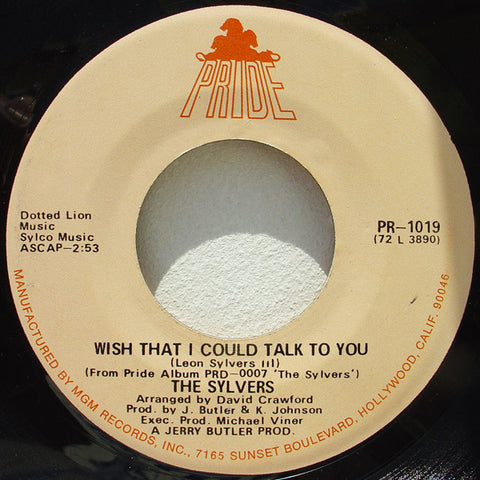 PRIDE
Dotted Lion
Music
Sylco Music
ASCAP-2:53
PR-1019
(72 L 3890)
WISH THAT I COULD TALK TO YOU
(Leon Sylvers III)
(From Pride Album PRD-0007 'The Sylvers')
THE SYLVERS
Arranged by David Crawford
Prod. by J. Butler & K. Johnson
Exec. Prod. Michael Viner
A JERRY BUTLER PROD.
MANUFACTURED BY MGM RECORDS, INC., 7165 SUNSET BOULEVARD, HOLLYWOOD, CALIF. 90046